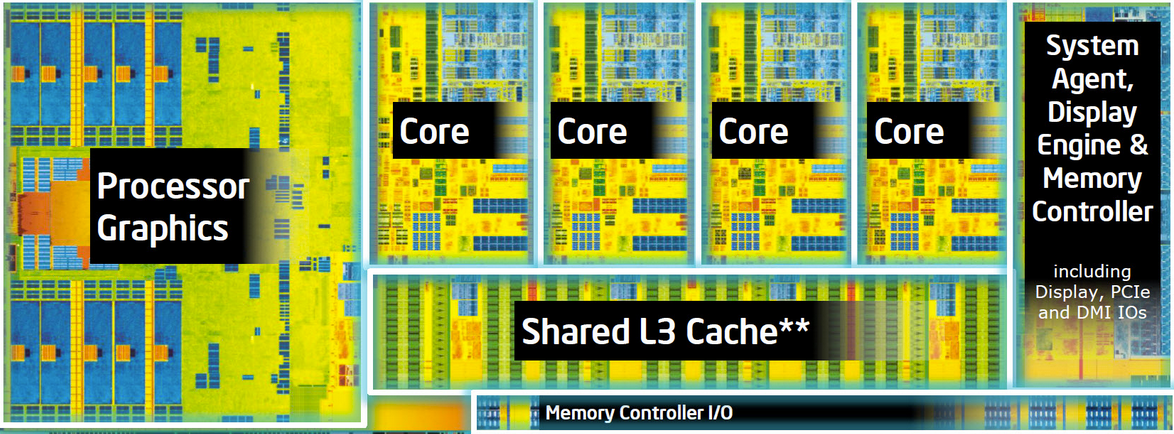 Processor
Graphics
Core
Core
Core
Core
System
Agent,
Display
Engine &
Memory
Controller
including
Display, PCIe
and DMI IOs
Shared L3 Cache**
Memory Controller I/O